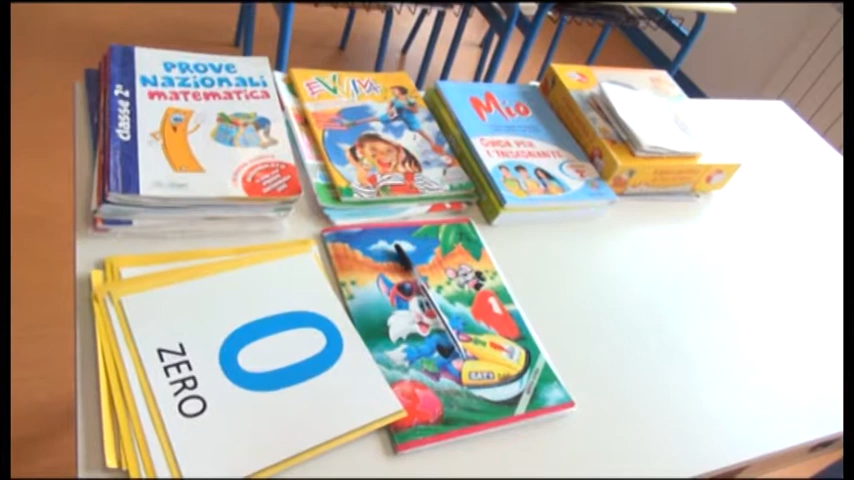 PROVE
NAZIONALI
MATEMATICA
classe 2ª
EVVIVA
Mio
GUIDA PER
L'INSEGNANTE
0
ZERO